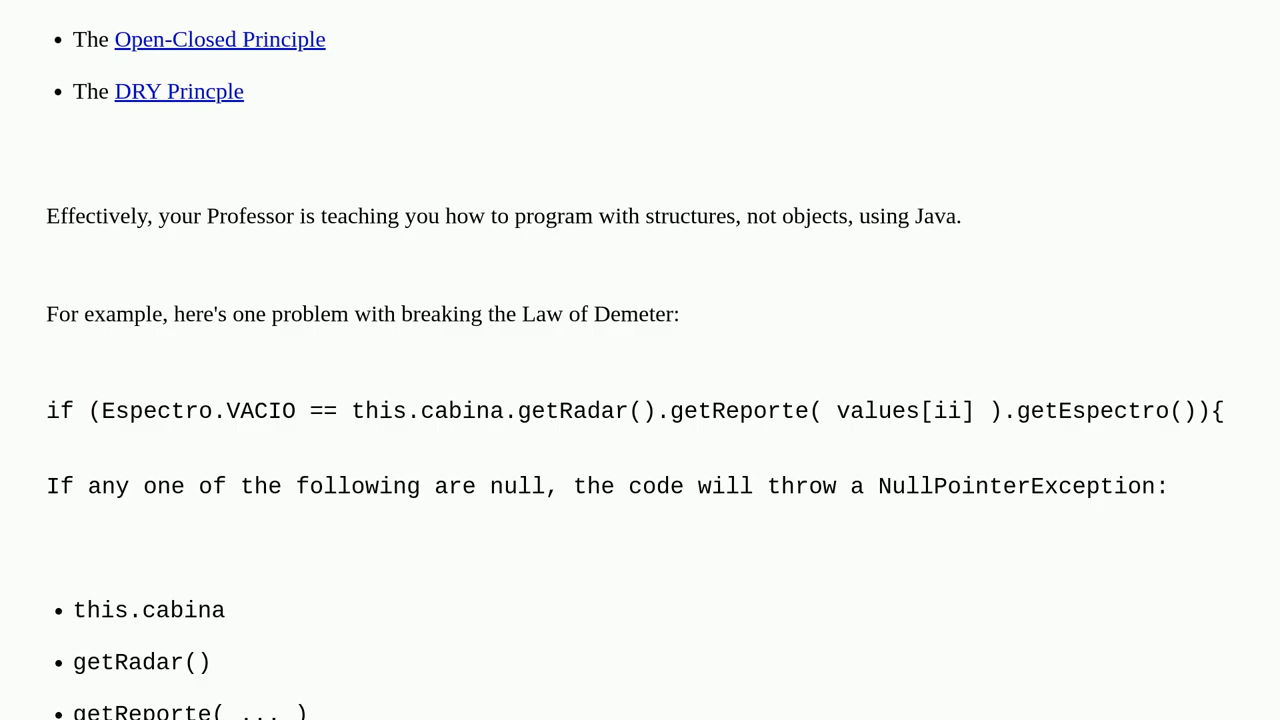 • The Open-Closed Principle
• The DRY Princple
Effectively, your Professor is teaching you how to program with structures, not objects, using Java.
For example, here's one problem with breaking the Law of Demeter:
if (Espectro.VACIO == this.cabina.getRadar().getReporte( values[ii] ).getEspectro()){
If any one of the following are null, the code will throw a NullPointerException:
• this.cabina
• getRadar()
• getReporte( ... )